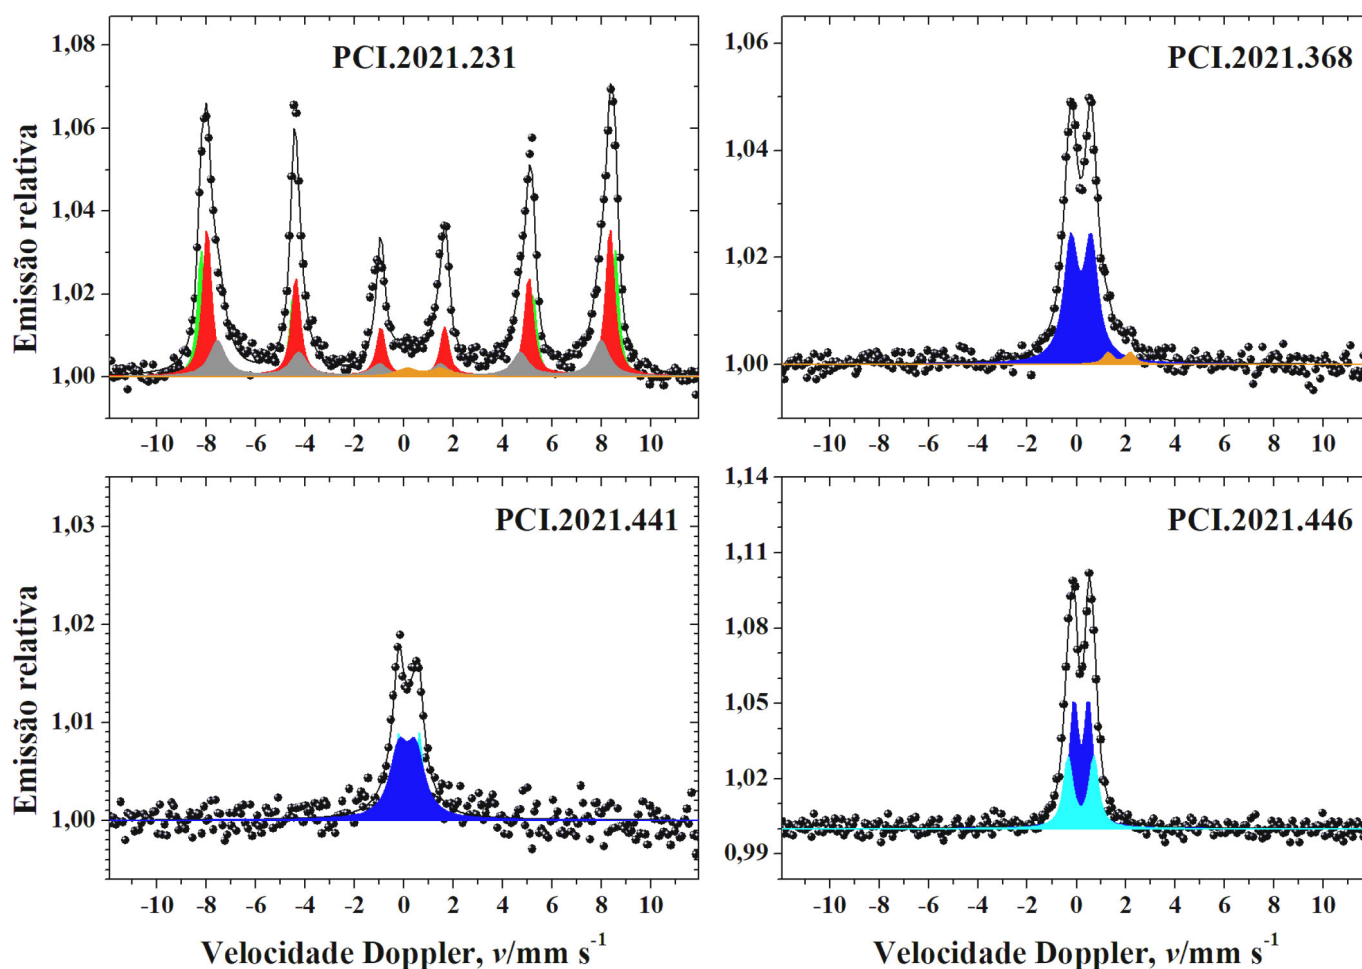 PCI.2021.231
Emissão relativa
1,08
1,06
1,04
1,02
1,00
-10 -8 -6 -4 -2 0 2 4 6 8 10
PCI.2021.368
1,06
1,04
1,02
1,00
-10 -8 -6 -4 -2 0 2 4 6 8 10
PCI.2021.441
Emissão relativa
1,03
1,02
1,01
1,00
-10 -8 -6 -4 -2 0 2 4 6 8 10
Velocidade Doppler, v/mm s⁻¹
PCI.2021.446
1,14
1,11
1,08
1,05
1,02
0,99
-10 -8 -6 -4 -2 0 2 4 6 8 10
Velocidade Doppler, v/mm s⁻¹